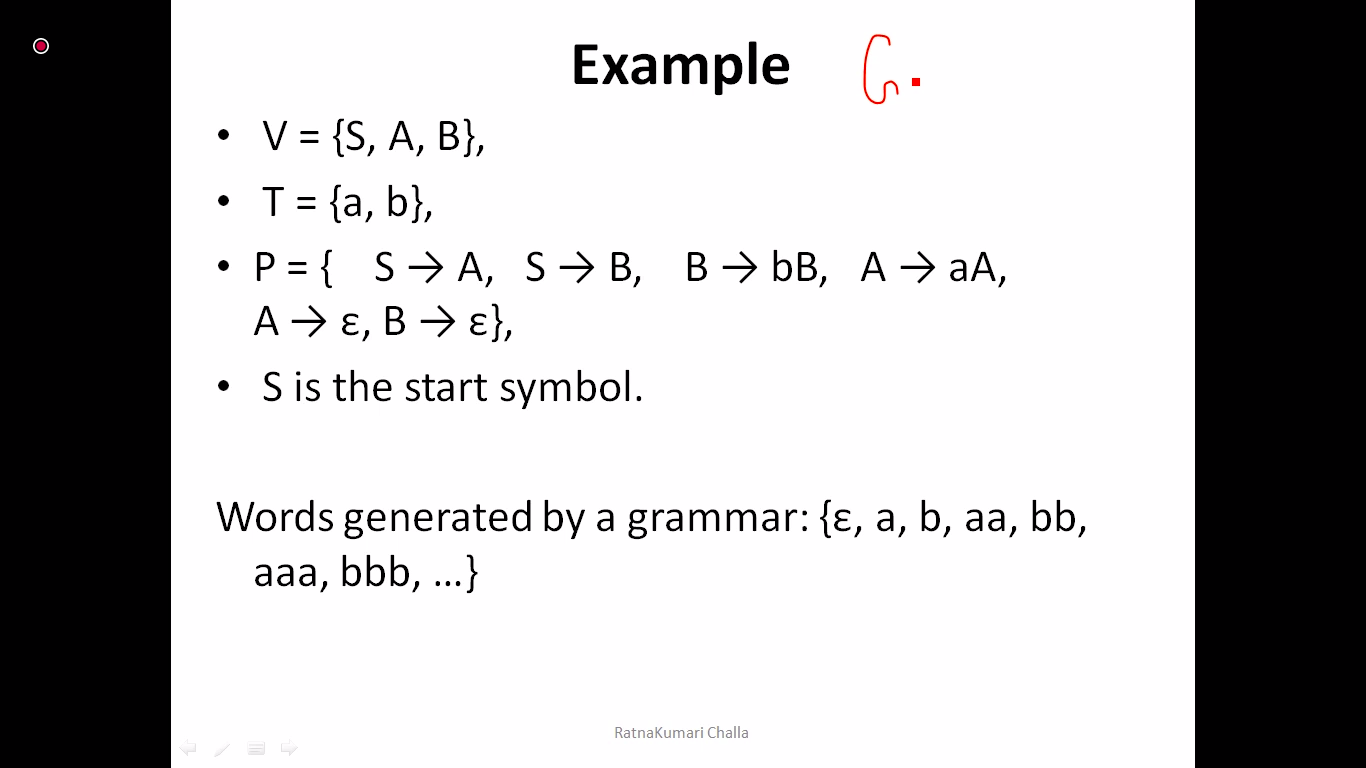 Example G
• V = {S, A, B},
• T = {a, b},
• P = { S → A, S → B, B → bB, A → aA,
A → ε, B → ε},
• S is the start symbol.
Words generated by a grammar: {ε, a, b, aa, bb,
aaa, bbb, …}
RatnaKumari Challa